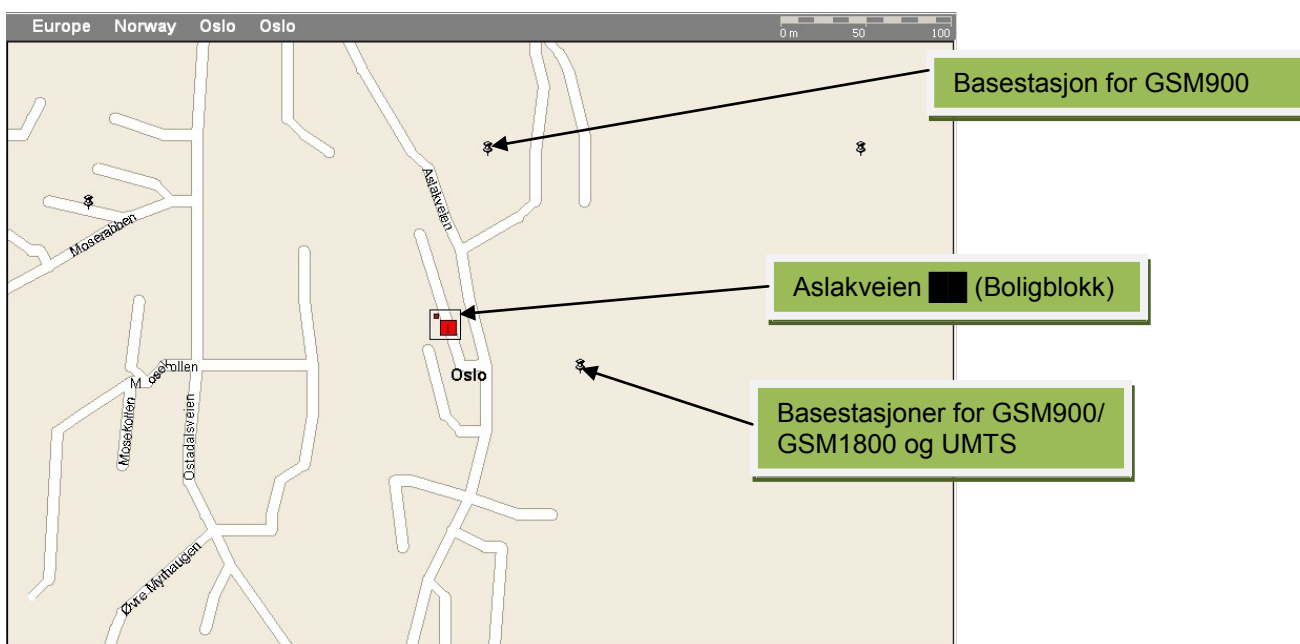 Europe Norway Oslo Oslo
0 m 50 100
Basestasjon for GSM900
Aslakveien
Moserabben
Aslakveien (Boligblokk)
Mosekollen
Oslo
Basestasjoner for GSM900/
GSM1800 og UMTS
Mosekollen
Ostadalsveien
Øvre Myrhaugen